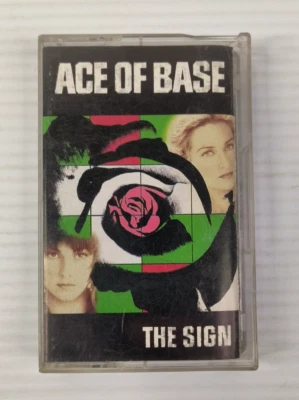 ACE OF BASE
THE SIGN